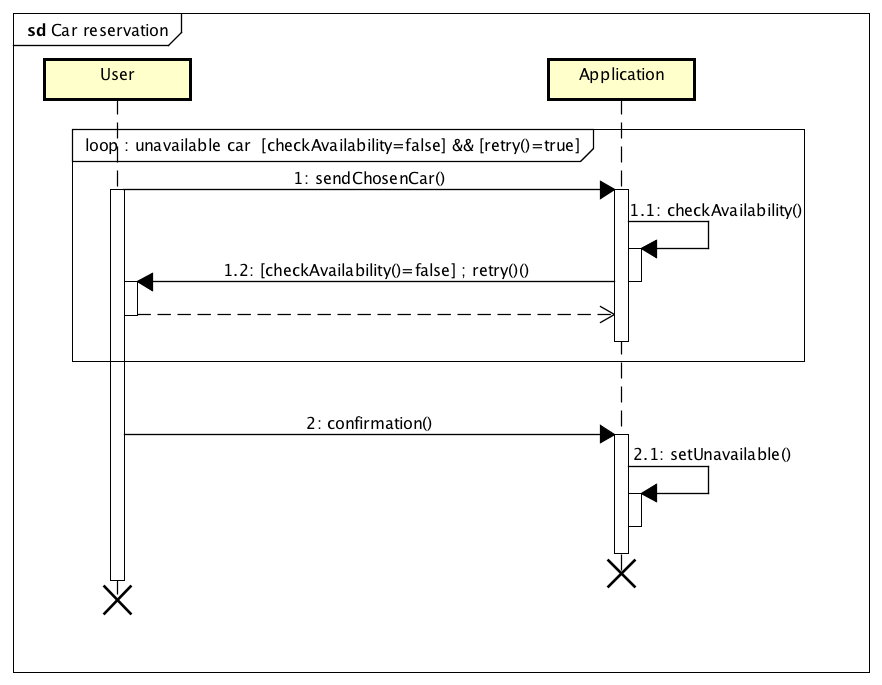 sd Car reservation
User
Application
loop : unavailable car  [checkAvailability=false] && [retry()=true]
1: sendChosenCar()
1.1: checkAvailability()
1.2: [checkAvailability()=false] ; retry()()
2: confirmation()
2.1: setUnavailable()